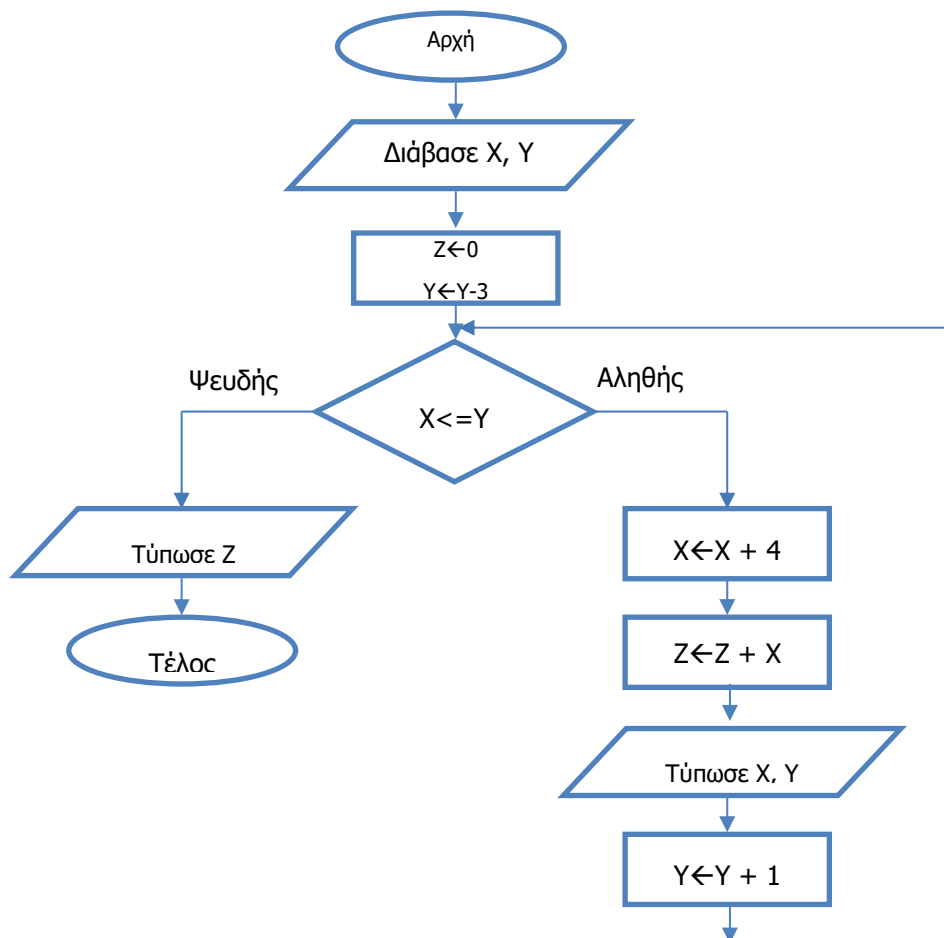 Αρχή
Διάβασε Χ, Υ
Ζ←0
Υ←Υ-3
Ψευδής
Αληθής
Χ<=Υ
Τύπωσε Ζ
Χ←Χ + 4
Τέλος
Ζ←Ζ + Χ
Τύπωσε Χ, Υ
Υ←Υ + 1